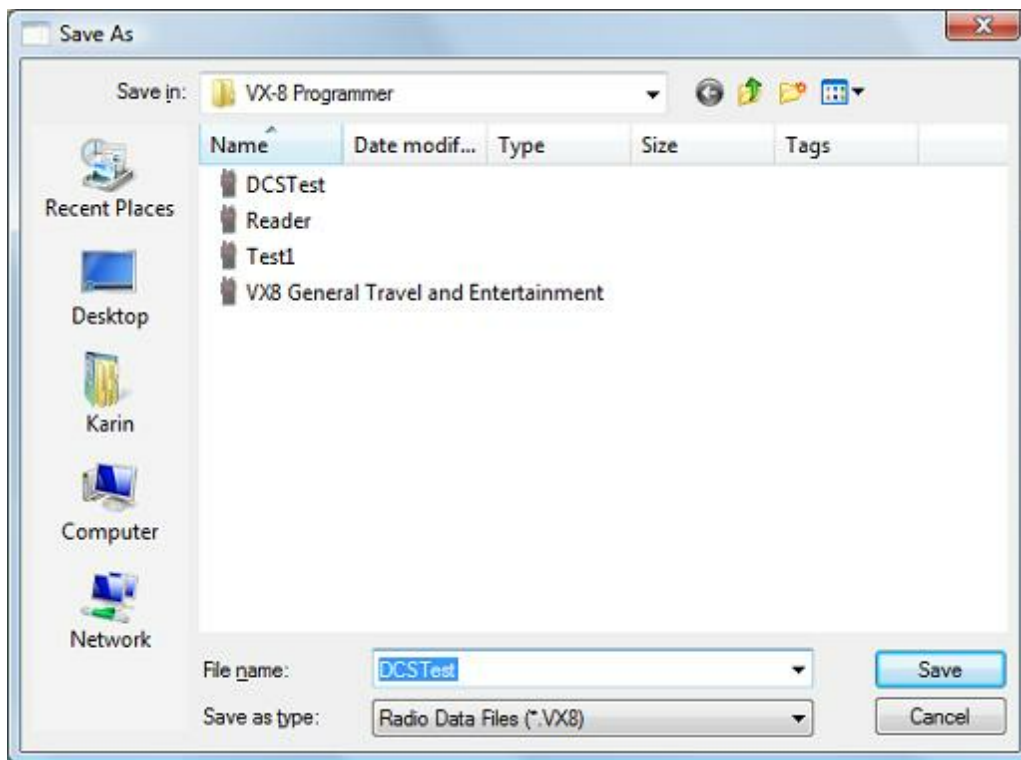 Save As
Save in: VX-8 Programmer
Name Date modif... Type Size Tags
Recent Places
Desktop
Karin
Computer
Network
DCSTest
Reader
Test1
VX8 General Travel and Entertainment
File name: DCSTest Save
Save as type: Radio Data Files (*.VX8) Cancel